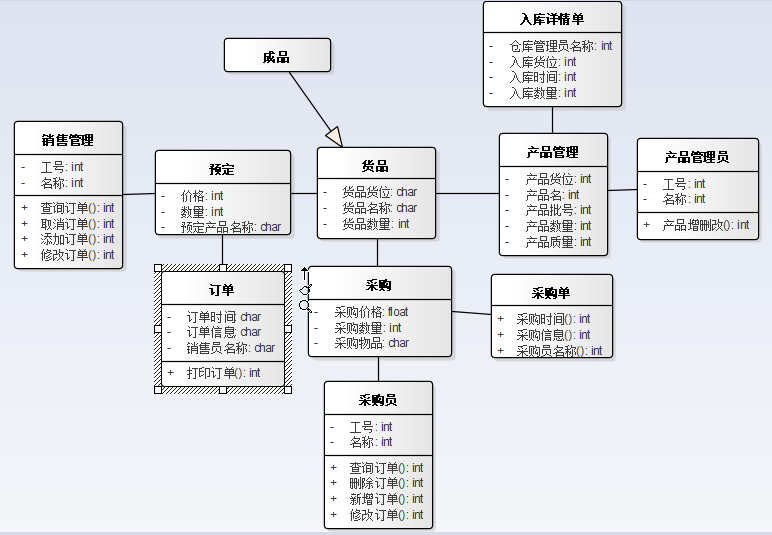 入库详情单
- 仓库管理员名称: int
- 入库货位: int
- 入库时间: int
- 入库数量: int
成品
销售管理
- 工号: int
- 名称: int
+ 查询订单(): int
+ 取消订单(): int
+ 添加订单(): int
+ 修改订单(): int
预定
- 价格: int
- 数量: int
- 预定产品名称: char
货品
- 货品货位: char
- 货品名称: char
- 货品数量: int
产品管理
- 产品货位: int
- 产品名: int
- 产品批号: int
- 产品数量: int
- 产品质量: int
产品管理员
- 工号: int
- 名称: int
+ 产品增删改(): int
订单
- 订单时间: char
- 订单信息: char
- 销售员名称: char
+ 打印订单(): int
采购
- 采购价格: float
- 采购数量: int
- 采购物品: char
采购单
+ 采购时间(): int
+ 采购信息(): int
+ 采购员名称(): int
采购员
- 工号: int
- 名称: int
+ 查询订单(): int
+ 删除订单(): int
+ 新增订单(): int
+ 修改订单(): int